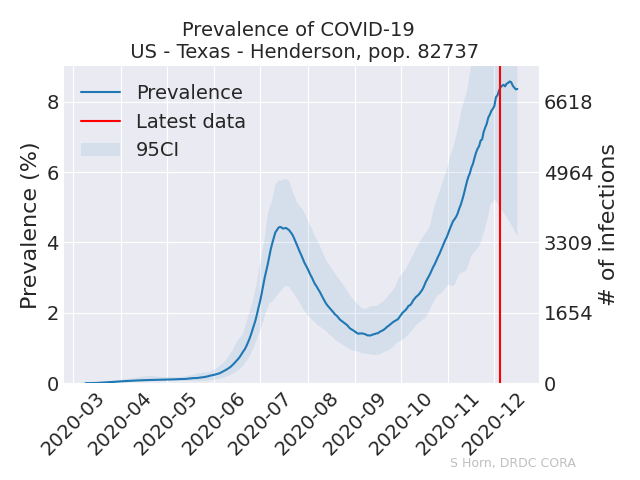 Prevalence of COVID-19
US - Texas - Henderson, pop. 82737
Prevalence
Latest data
95CI
Prevalence (%)
8
6
4
2
0
6618
4964
3309
1654
0
# of infections
2020-03
2020-04
2020-05
2020-06
2020-07
2020-08
2020-09
2020-10
2020-11
2020-12
S Horn, DRDC CORA